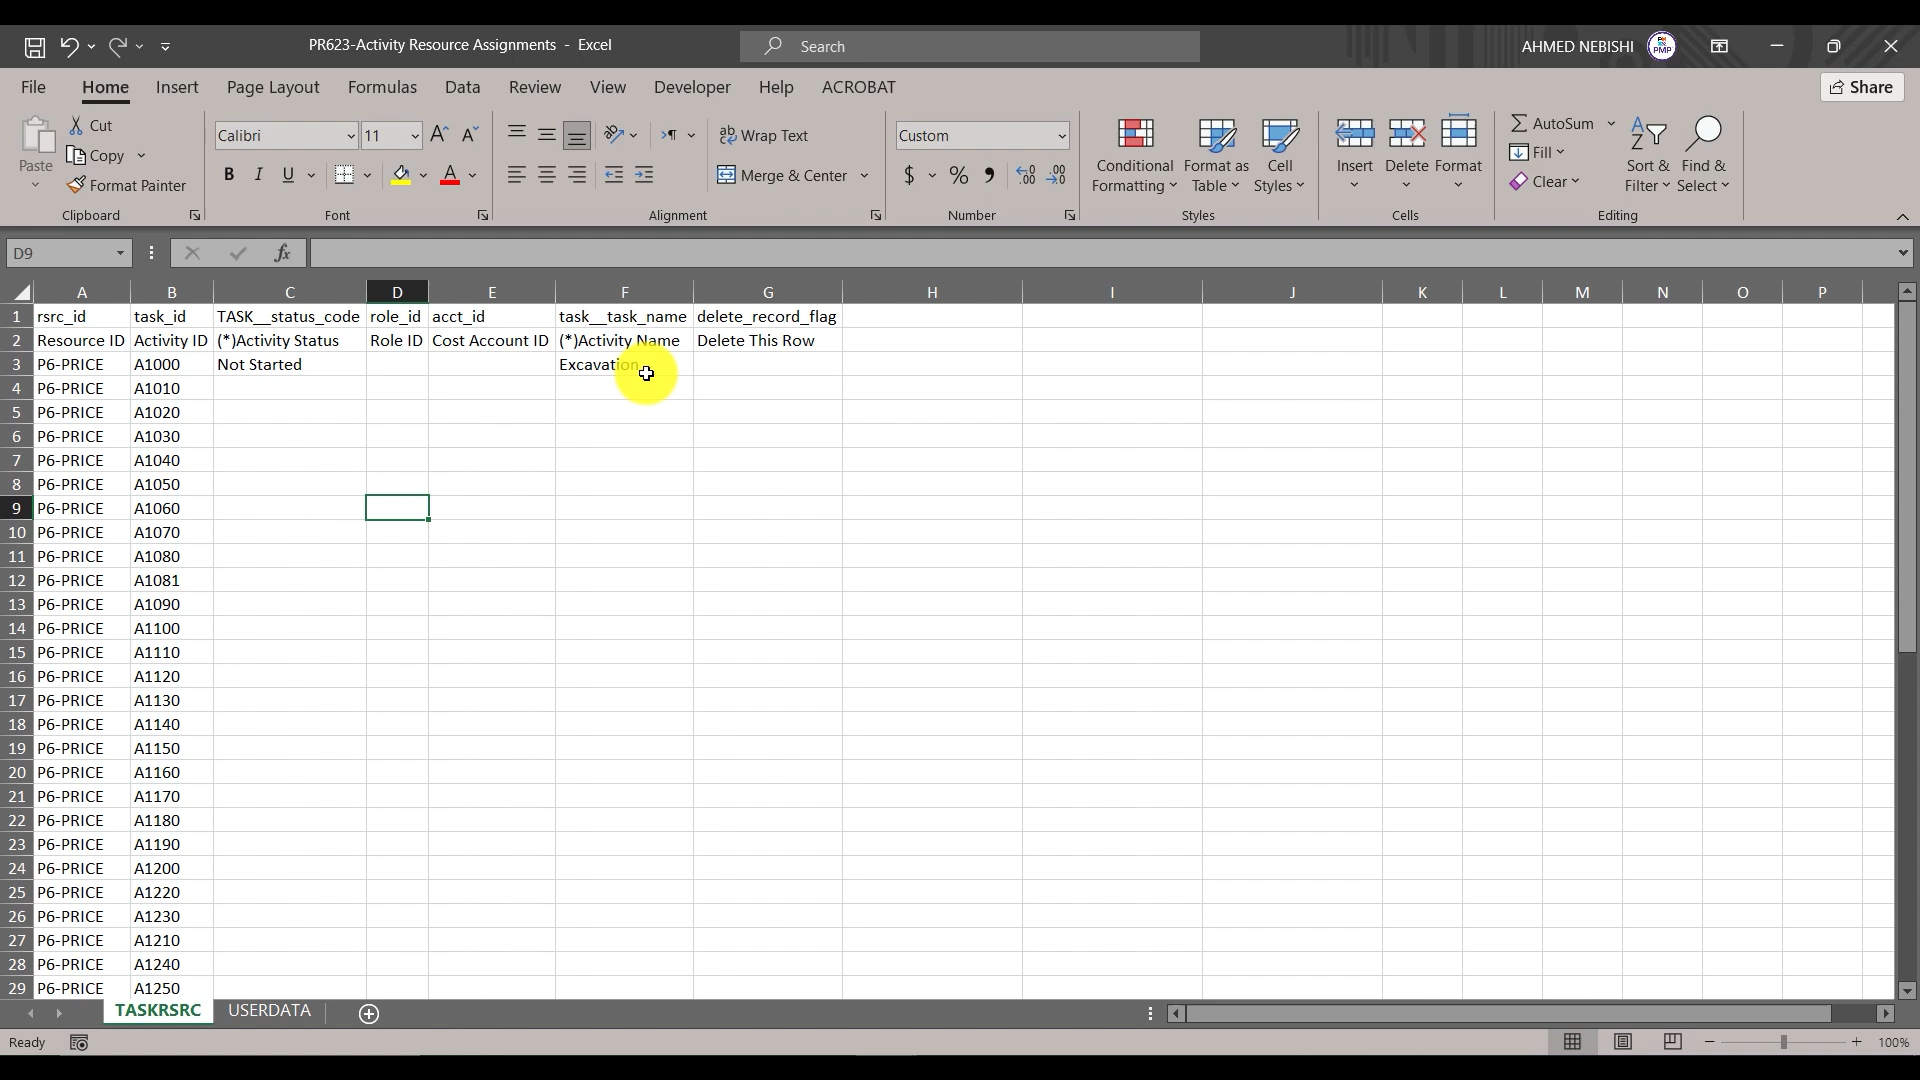 PR623-Activity Resource Assignments - Excel
Search
AHMED NEBISHI
PMP
File Home Insert Page Layout Formulas Data Review View Developer Help ACROBAT
Share
Paste
Cut
Copy
Format Painter
Clipboard
Calibri 11
B I U
Font
Wrap Text
Merge & Center
Alignment
Custom
$ % ,
Number
Conditional Formatting
Format as Table
Cell Styles
Styles
Insert Delete Format
Cells
AutoSum
Fill
Clear
Sort & Filter
Find & Select
Editing
D9
fx
A B C D E F G H I J K L M N O P
1 rsrc_id task_id TASK__status_code role_id acct_id task__task_name delete_record_flag
2 Resource ID Activity ID (*)Activity Status Role ID Cost Account ID (*)Activity Name Delete This Row
3 P6-PRICE A1000 Not Started Excavation
4 P6-PRICE A1010
5 P6-PRICE A1020
6 P6-PRICE A1030
7 P6-PRICE A1040
8 P6-PRICE A1050
9 P6-PRICE A1060
10 P6-PRICE A1070
11 P6-PRICE A1080
12 P6-PRICE A1081
13 P6-PRICE A1090
14 P6-PRICE A1100
15 P6-PRICE A1110
16 P6-PRICE A1120
17 P6-PRICE A1130
18 P6-PRICE A1140
19 P6-PRICE A1150
20 P6-PRICE A1160
21 P6-PRICE A1170
22 P6-PRICE A1180
23 P6-PRICE A1190
24 P6-PRICE A1200
25 P6-PRICE A1220
26 P6-PRICE A1230
27 P6-PRICE A1210
28 P6-PRICE A1240
29 P6-PRICE A1250
TASKRSRC USERDATA
Ready
100%